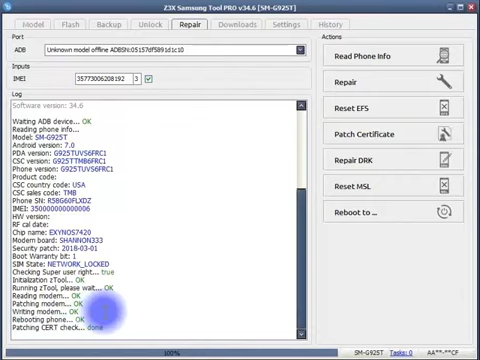 Z3X Samsung Tool PRO v34.6 [SM-G925T]
Model Flash Backup Unlock Repair Downloads Settings History
Port
ADB Unknown model offline ADBSN:05157df5891d1c10
Inputs
IMEI 35773006208192 3
Log
Software version: 34.6
Waiting ADB device... OK
Reading phone info...
Model: SM-G925T
Android version: 7.0
PDA version: G925TUVS6FRC1
CSC version: G925TTMB6FRC1
Phone version: G925TUVS6FRC1
Product code:
CSC country code: USA
CSC sales code: TMB
Phone SN: R58G60FLXDZ
IMEI: 350000000000006
HW version:
RF cal date:
Chip name: EXYNOS7420
Modem board: SHANNON333
Security patch: 2018-03-01
Boot Warranty bit: 1
SIM State: NETWORK_LOCKED
Checking Super user right... true
Initialization zTool... OK
Running zTool, please wait... OK
Reading modem... OK
Patching modem... OK
Writing modem... OK
Rebooting phone... OK
Patching CERT check... done
Actions
Read Phone Info
Repair
Reset EFS
Patch Certificate
Repair DRK
Reset MSL
Reboot to ...
100% SM-G925T Tasks: 0 AA**-**CF